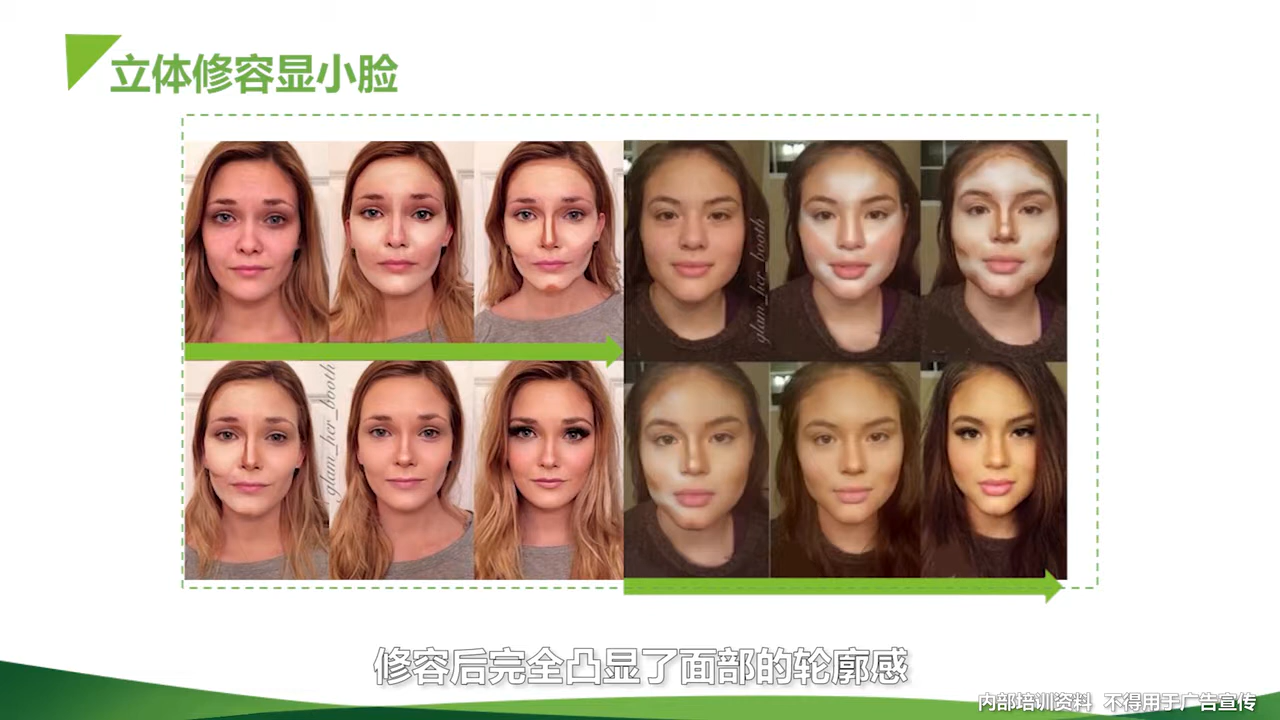 立体修容显小脸
glam_her_booth
glam_her_booth
修容后完全凸显了面部的轮廓感
内部培训资料 不得用于广告宣传